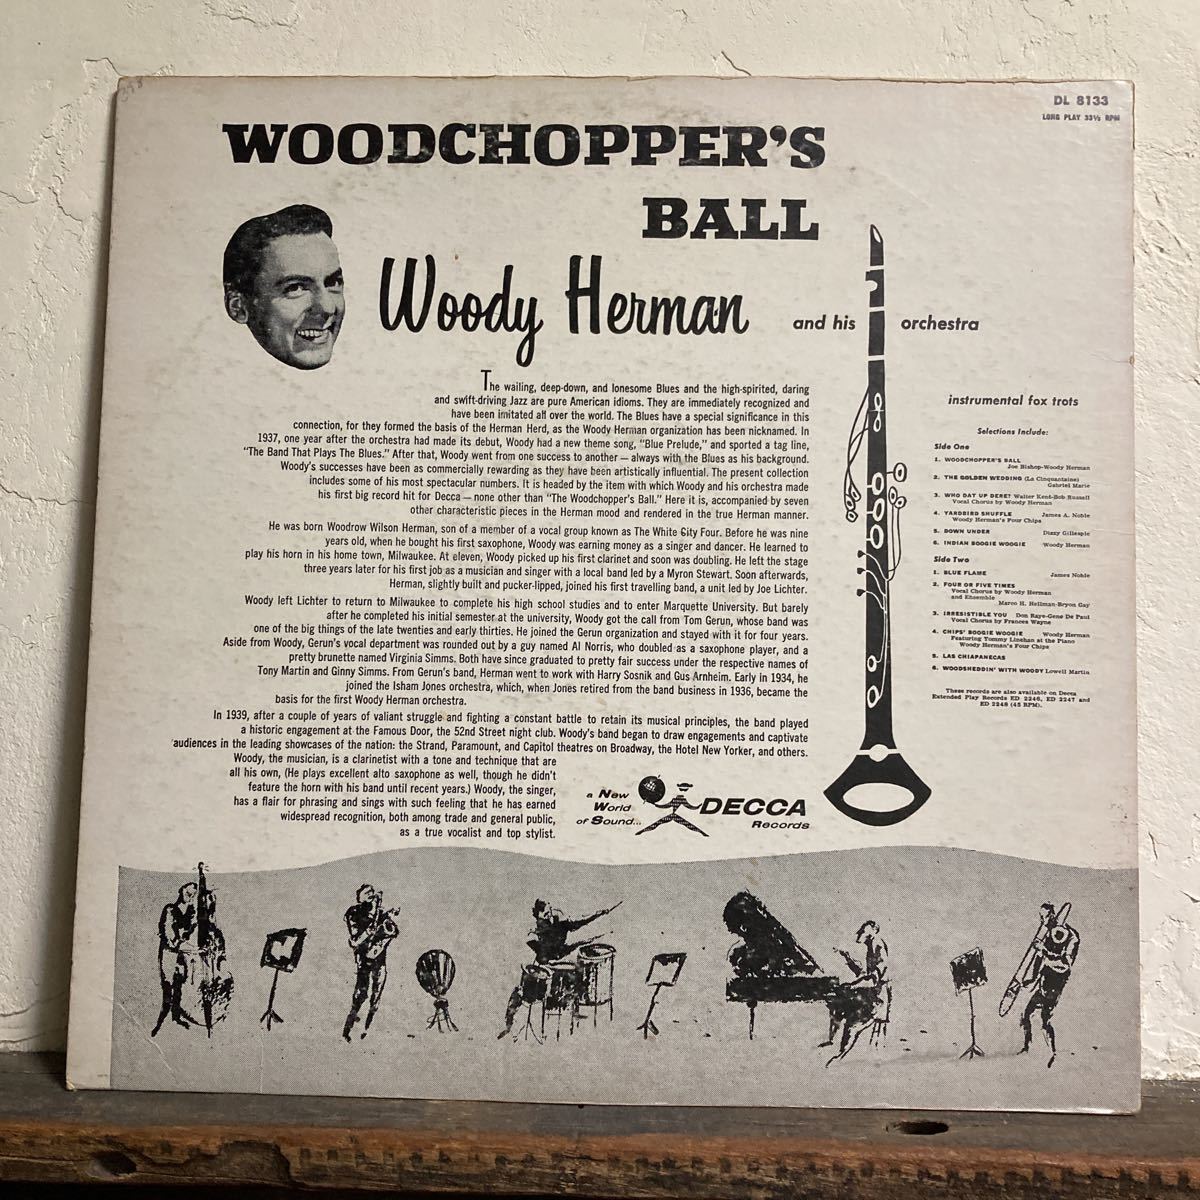 DL 8133
LONG PLAY 33⅓ RPM
WOODCHOPPER'S
BALL
Woody Herman
and his orchestra
The wailing, deep-down, and lonesome Blues and the high-spirited, daring
and swift-driving Jazz are pure American idioms. They are immediately recognized and
have been imitated all over the world. The Blues have a special significance in this
connection, for they formed the basis of the Herman Herd, as the Woody Herman organization has been nicknamed. In
1937, one year after the orchestra had made its debut, Woody had a new theme song, "Blue Prelude," and sported a tag line,
"The Band That Plays The Blues." After that, Woody went from one success to another — always with the Blues as his background.
Woody's successes have been as commercially rewarding as they have been artistically influential. The present collection
includes some of his most spectacular numbers. It is headed by the item with which Woody and his orchestra made
his first big record hit for Decca — none other than "The Woodchopper's Ball." Here it is, accompanied by seven
other characteristic pieces in the Herman mood and rendered in the true Herman manner.
He was born Woodrow Wilson Herman, son of a member of a vocal group known as The White City Four. Before he was nine
years old, when he bought his first saxophone, Woody was earning money as a singer and dancer. He learned to
play his horn in his home town, Milwaukee. At eleven, Woody picked up his first clarinet and soon was doubling. He left the stage
three years later for his first job as a musician and singer with a local band led by a Myron Stewart. Soon afterwards,
Herman, slightly built and pucker-lipped, joined his first travelling band, a unit led by Joe Lichter.
Woody left Lichter to return to Milwaukee to complete his high school studies and to enter Marquette University. But barely
after he completed his initial semester at the university, Woody got the call from Tom Gerun, whose band was
one of the big things of the late twenties and early thirties. He joined the Gerun organization and stayed with it for four years.
Aside from Woody, Gerun's vocal department was rounded out by a guy named Al Norris, who doubled as a saxophone player, and a
pretty brunette named Virginia Simms. Both have since graduated to pretty fair success under the respective names of
Tony Martin and Ginny Simms. From Gerun's band, Herman went to work with Harry Sosnik and Gus Arnheim. Early in 1934, he
joined the Isham Jones orchestra, which, when Jones retired from the band business in 1936, became the
basis for the first Woody Herman orchestra.
In 1939, after a couple of years of valiant struggle and fighting a constant battle to retain its musical principles, the band played
a historic engagement at the Famous Door, the 52nd Street night club. Woody's band began to draw engagements and captivate
audiences in the leading showcases of the nation: the Strand, Paramount, and Capitol theatres on Broadway, the Hotel New Yorker, and others.
Woody, the musician, is a clarinetist with a tone and technique that are
all his own, (He plays excellent alto saxophone as well, though he didn't
feature the horn with his band until recent years.) Woody, the singer,
has a flair for phrasing and sings with such feeling that he has earned
widespread recognition, both among trade and general public,
as a true vocalist and top stylist.
a New
World
of Sound...
DECCA
Records
instrumental fox trots
Selections Include:
Side One
1. WOODCHOPPER'S BALL
Joe Bishop-Woody Herman
2. THE GOLDEN WEDDING (La Cinquantaine)
Gabriel Marie
3. WHO DAT UP DERE? Walter Kent-Bob Russell
Vocal Chorus by Woody Herman
4. YARDBIRD SHUFFLE James A. Noble
Woody Herman's Four Chips
5. DOWN UNDER Dizzy Gillespie
6. INDIAN BOOGIE WOOGIE Woody Herman
Side Two
1. BLUE FLAME James Noble
2. FOUR OR FIVE TIMES
Vocal Chorus by Woody Herman
and Ensemble
Marco H. Hellman-Bryon Gay
3. IRRESISTIBLE YOU Don Raye-Gene De Paul
Vocal Chorus by Frances Wayne
4. CHIPS' BOOGIE WOOGIE Woody Herman
Featuring Tommy Linehan at the Piano
Woody Herman's Four Chips
5. LAS CHIAPANECAS
6. WOODSHEDDIN' WITH WOODY Lowell Martin
These records are also available on Decca
Extended Play Records ED 2246, ED 2247 and
ED 2248 (45 RPM).